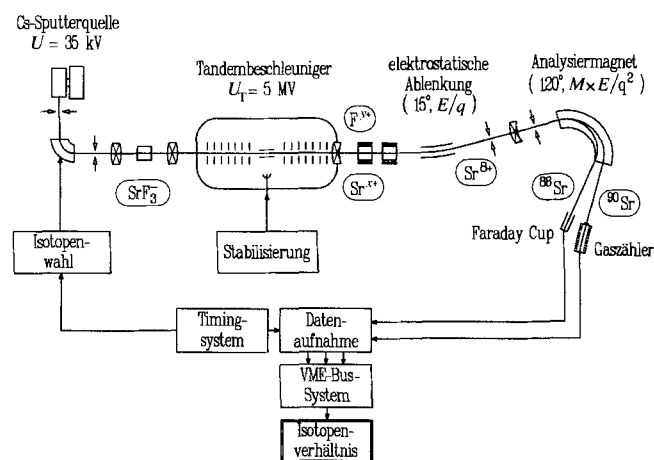 Cs-Sputterquelle
U = 35 kV
Tandembeschleuniger
U_T = 5 MV
elektrostatische
Ablenkung
( 15°, E/q )
Analysiermagnet
( 120°, M×E/q² )
F^y+
SrF₃⁻
Sr^x+
Sr^8+
⁸⁸Sr
⁹⁰Sr
Faraday Cup
Gaszähler
Isotopen-
wahl
Stabilisierung
Timing-
system
Daten-
aufnahme
VME-Bus-
System
Isotopen-
verhältnis